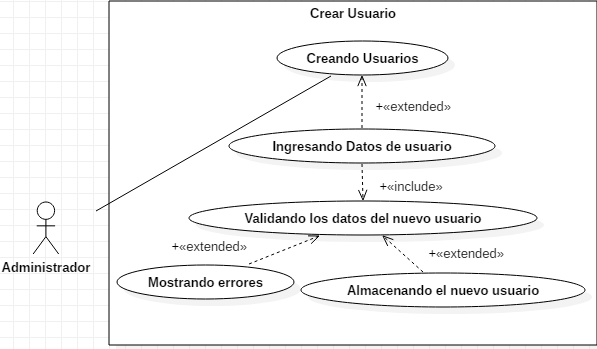 Crear Usuario
Creando Usuarios
+«extended»
Ingresando Datos de usuario
+«include»
Validando los datos del nuevo usuario
+«extended»
+«extended»
Mostrando errores
Almacenando el nuevo usuario
Administrador